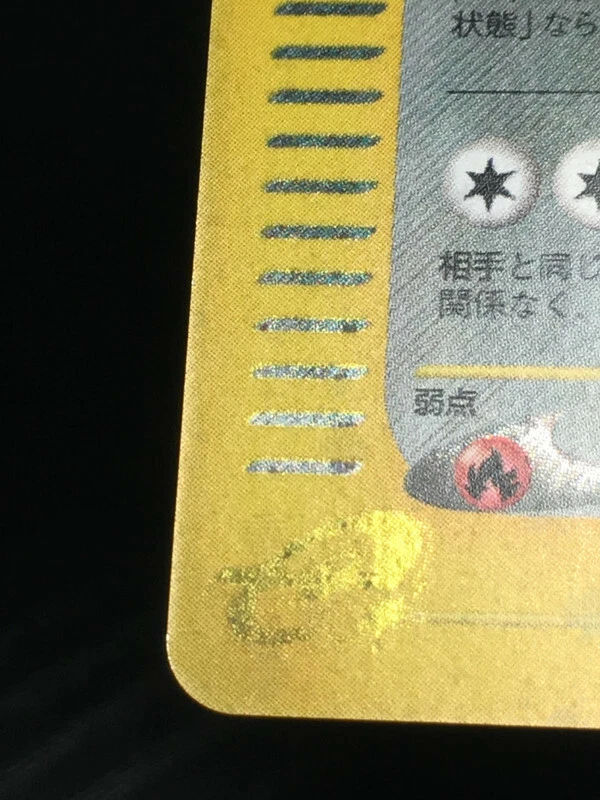 状態」なら
相手と同じ
関係なく、
弱点